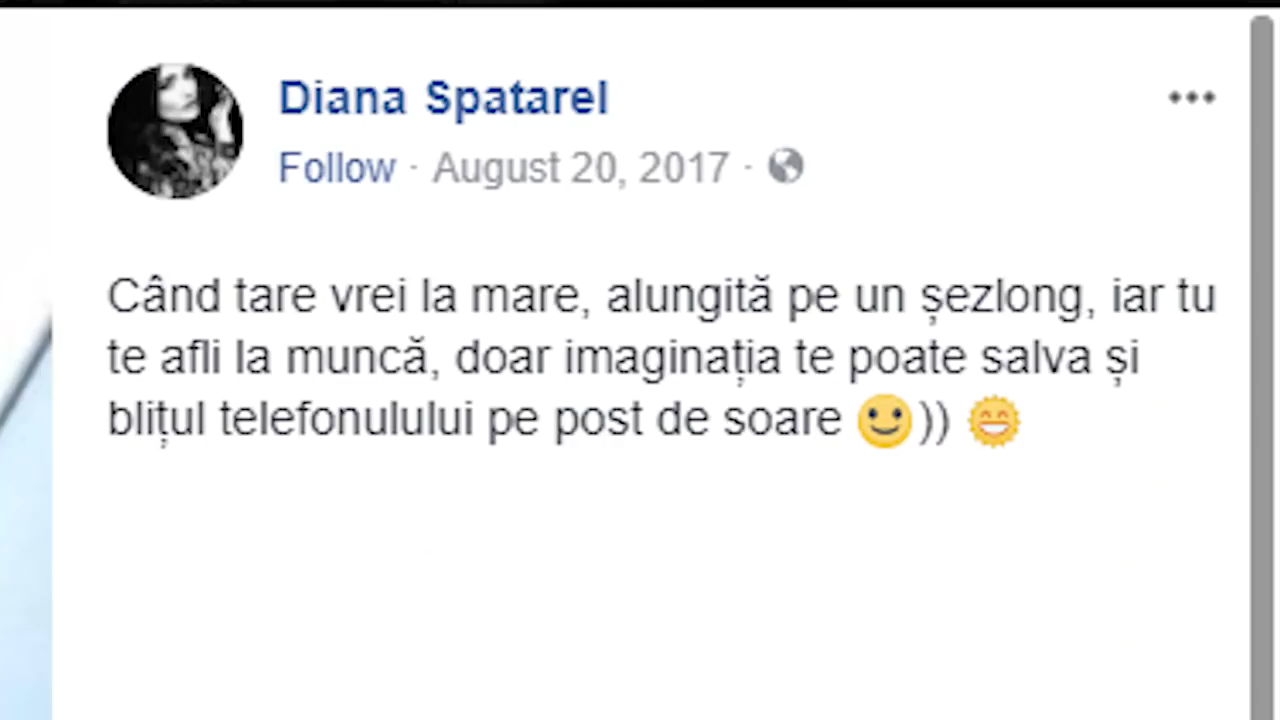 Diana Spatarel
Follow · August 20, 2017 ·
Când tare vrei la mare, alungită pe un șezlong, iar tu
te afli la muncă, doar imaginația te poate salva și
blițul telefonulului pe post de soare 🙂)) 🌞